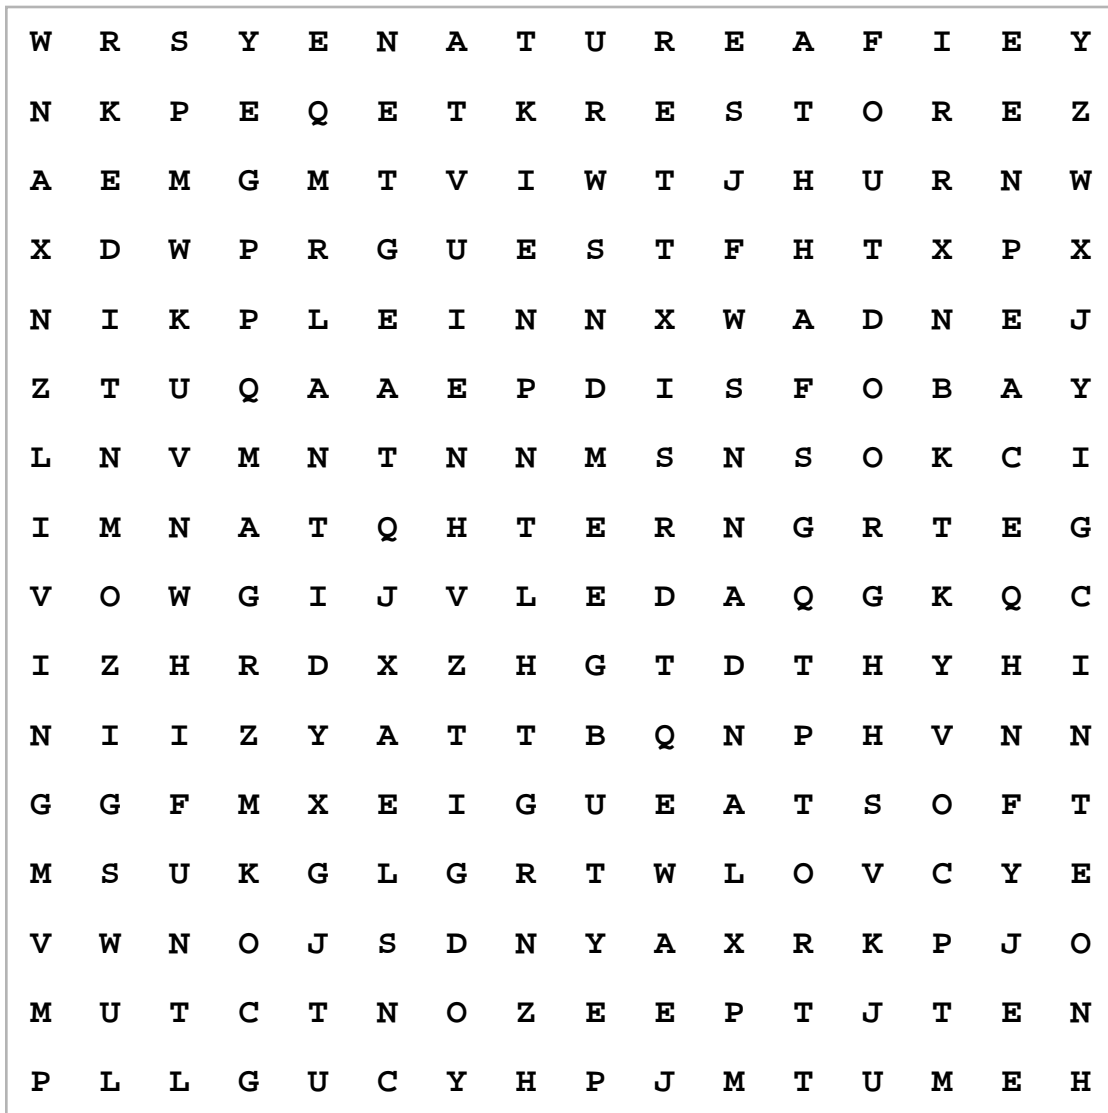 W R S Y E N A T U R E A F I E Y
N K P E Q E T K R E S T O R E Z
A E M G M T V I W T J H U R N W
X D W P R G U E S T F H T X P X
N I K P L E I N N X W A D N E J
Z T U Q A A E P D I S F O B A Y
L N V M N T N N M S N S O K C I
I M N A T Q H T E R N G R T E G
V O W G I J V L E D A Q G K Q C
I Z H R D X Z H G T D T H Y H I
N I I Z Y A T T B Q N P H V N N
G G F M X E I G U E A T S O F T
M S U K G L G R T W L O V C Y E
V W N O J S D N Y A X R K P J O
M U T C T N O Z E E P T J T E N
P L L G U C Y H P J M T U M E H